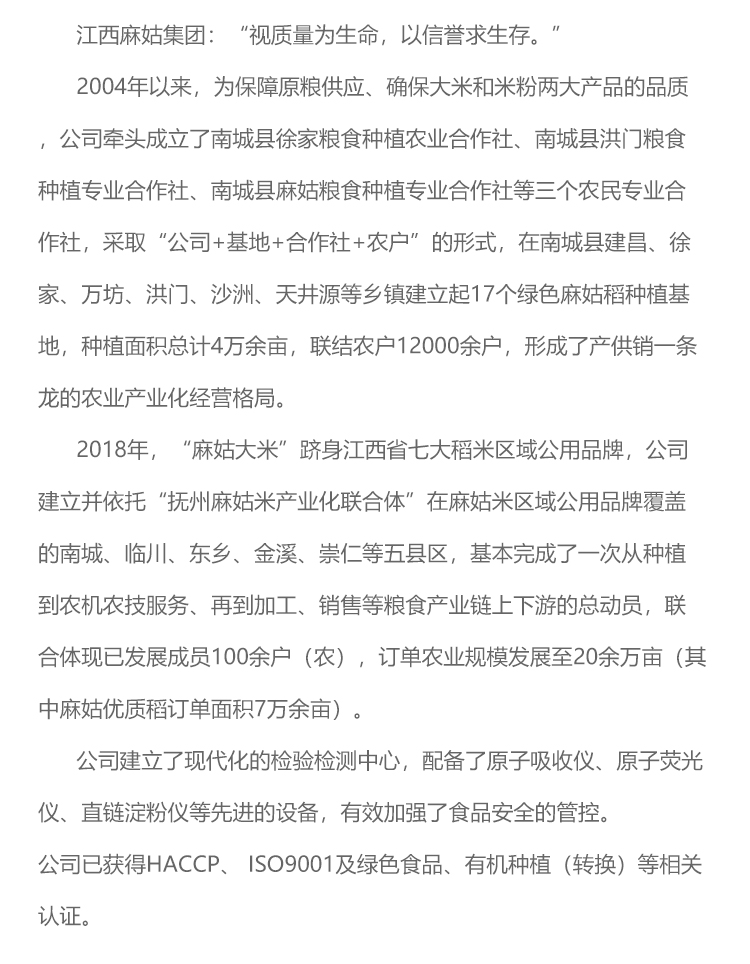 江西麻姑集团：“视质量为生命，以信誉求生存。”
2004年以来，为保障原粮供应、确保大米和米粉两大产品的品质
，公司牵头成立了南城县徐家粮食种植农业合作社、南城县洪门粮食
种植专业合作社、南城县麻姑粮食种植专业合作社等三个农民专业合
作社，采取“公司+基地+合作社+农户”的形式，在南城县建昌、徐
家、万坊、洪门、沙洲、天井源等乡镇建立起17个绿色麻姑稻种植基
地，种植面积总计4万余亩，联结农户12000余户，形成了产供销一条
龙的农业产业化经营格局。
2018年，“麻姑大米”跻身江西省七大稻米区域公用品牌，公司
建立并依托“抚州麻姑米产业化联合体”在麻姑米区域公用品牌覆盖
的南城、临川、东乡、金溪、崇仁等五县区，基本完成了一次从种植
到农机农技服务、再到加工、销售等粮食产业链上下游的总动员，联
合体现已发展成员100余户（农），订单农业规模发展至20余万亩（其
中麻姑优质稻订单面积7万余亩）。
公司建立了现代化的检验检测中心，配备了原子吸收仪、原子荧光
仪、直链淀粉仪等先进的设备，有效加强了食品安全的管控。
公司已获得HACCP、 ISO9001及绿色食品、有机种植（转换）等相关
认证。